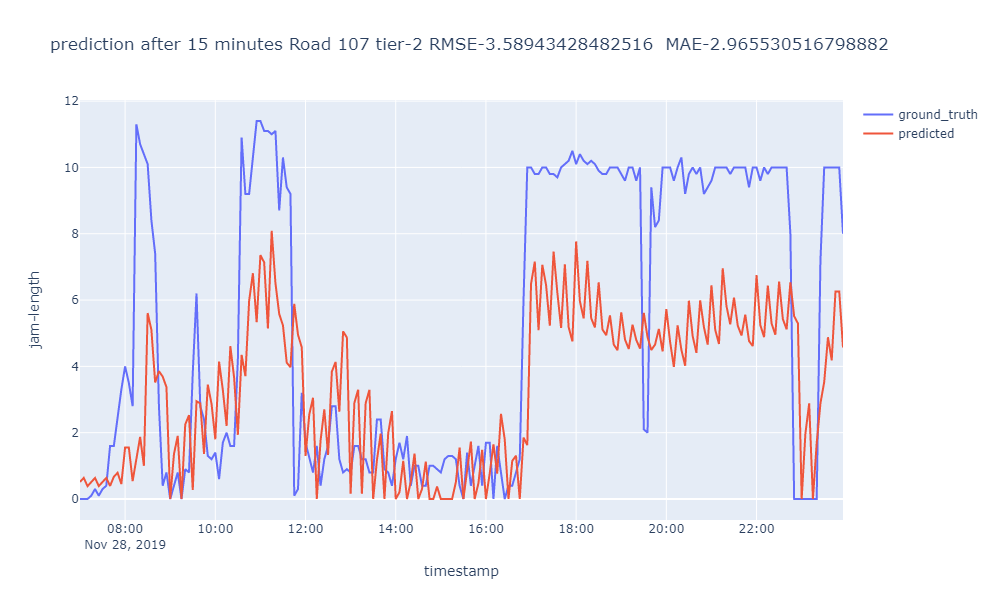 prediction after 15 minutes Road 107 tier-2 RMSE-3.58943428482516 MAE-2.965530516798882
ground_truth
predicted
12
10
8
6
4
2
0
jam-length
08:00 10:00 12:00 14:00 16:00 18:00 20:00 22:00
Nov 28, 2019
timestamp